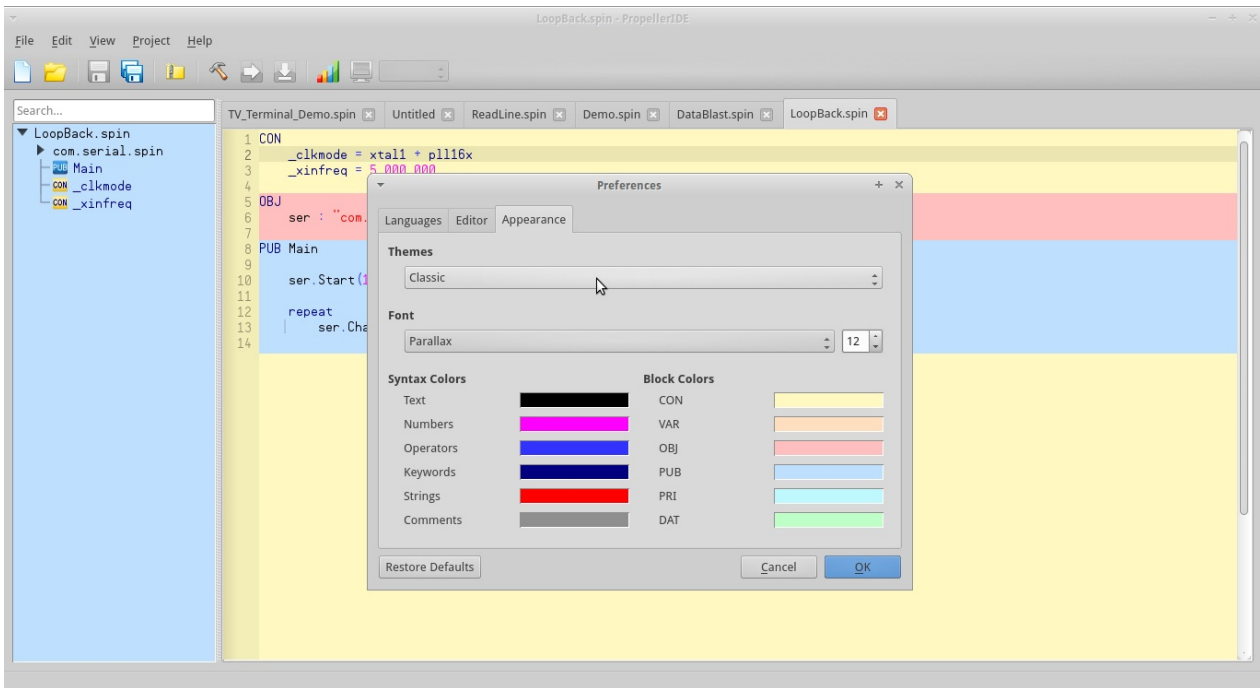 LoopBack.spin - PropellerIDE
File Edit View Project Help
Search...
TV_Terminal_Demo.spin Untitled ReadLine.spin Demo.spin DataBlast.spin LoopBack.spin
LoopBack.spin
com.serial.spin
PUB Main
CON _clkmode
CON _xinfreq
1 CON
2 _clkmode = xtal1 + pll16x
3 _xinfreq = 5_000_000
4
5 OBJ
6 ser : "com.
7
8 PUB Main
9
10 ser.Start(1
11
12 repeat
13 ser.Cha
14
Preferences
Languages Editor Appearance
Themes
Classic
Font
Parallax 12
Syntax Colors Block Colors
Text CON
Numbers VAR
Operators OBJ
Keywords PUB
Strings PRI
Comments DAT
Restore Defaults Cancel OK